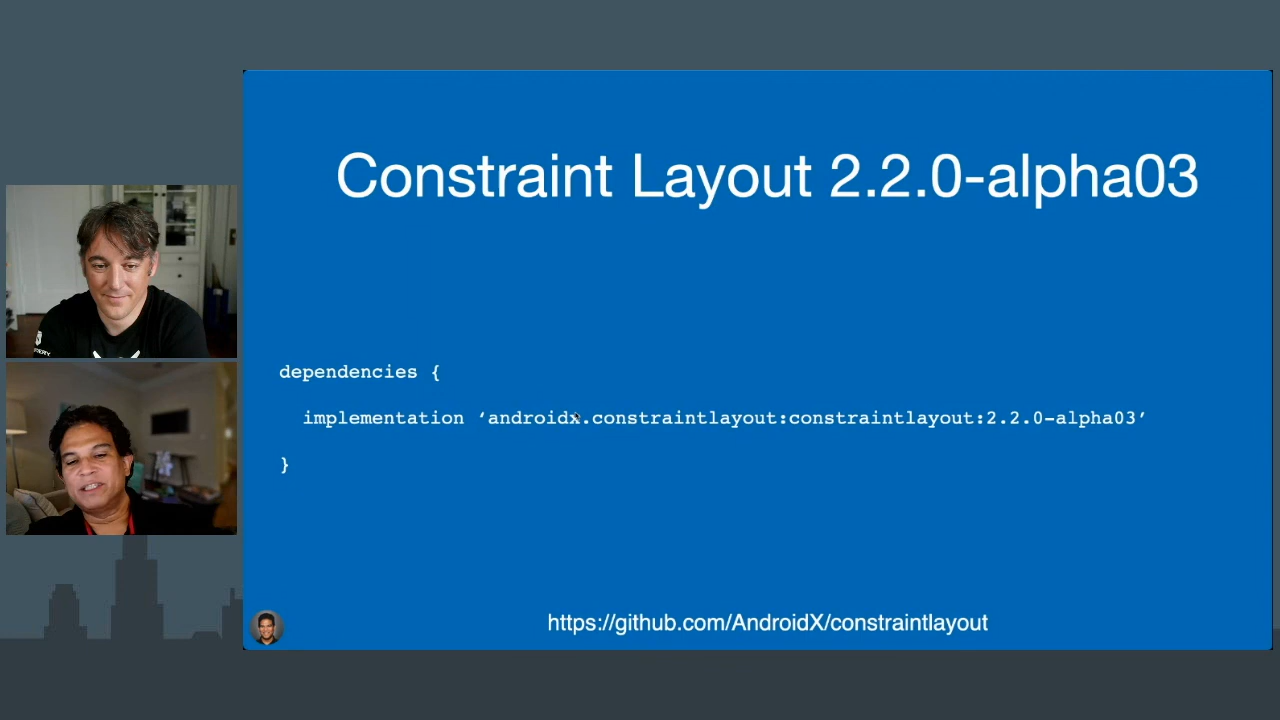 Constraint Layout 2.2.0-alpha03
dependencies {
implementation ‘androidx.constraintlayout:constraintlayout:2.2.0-alpha03’
}
https://github.com/AndroidX/constraintlayout